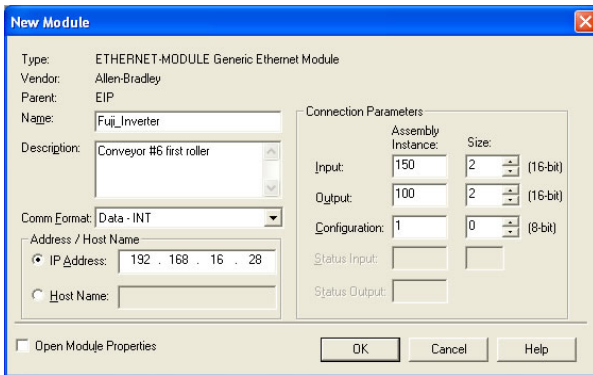 New Module
Type: ETHERNET-MODULE Generic Ethernet Module
Vendor: Allen-Bradley
Parent: EIP
Name: Fuji_Inverter
Description: Conveyor #6 first roller
Comm Format: Data - INT
Address / Host Name
IP Address: 192 . 168 . 16 . 28
Host Name:
Connection Parameters
Assembly
Instance: Size:
Input: 150 2 (16-bit)
Output: 100 2 (16-bit)
Configuration: 1 0 (8-bit)
Status Input:
Status Output:
Open Module Properties
OK Cancel Help